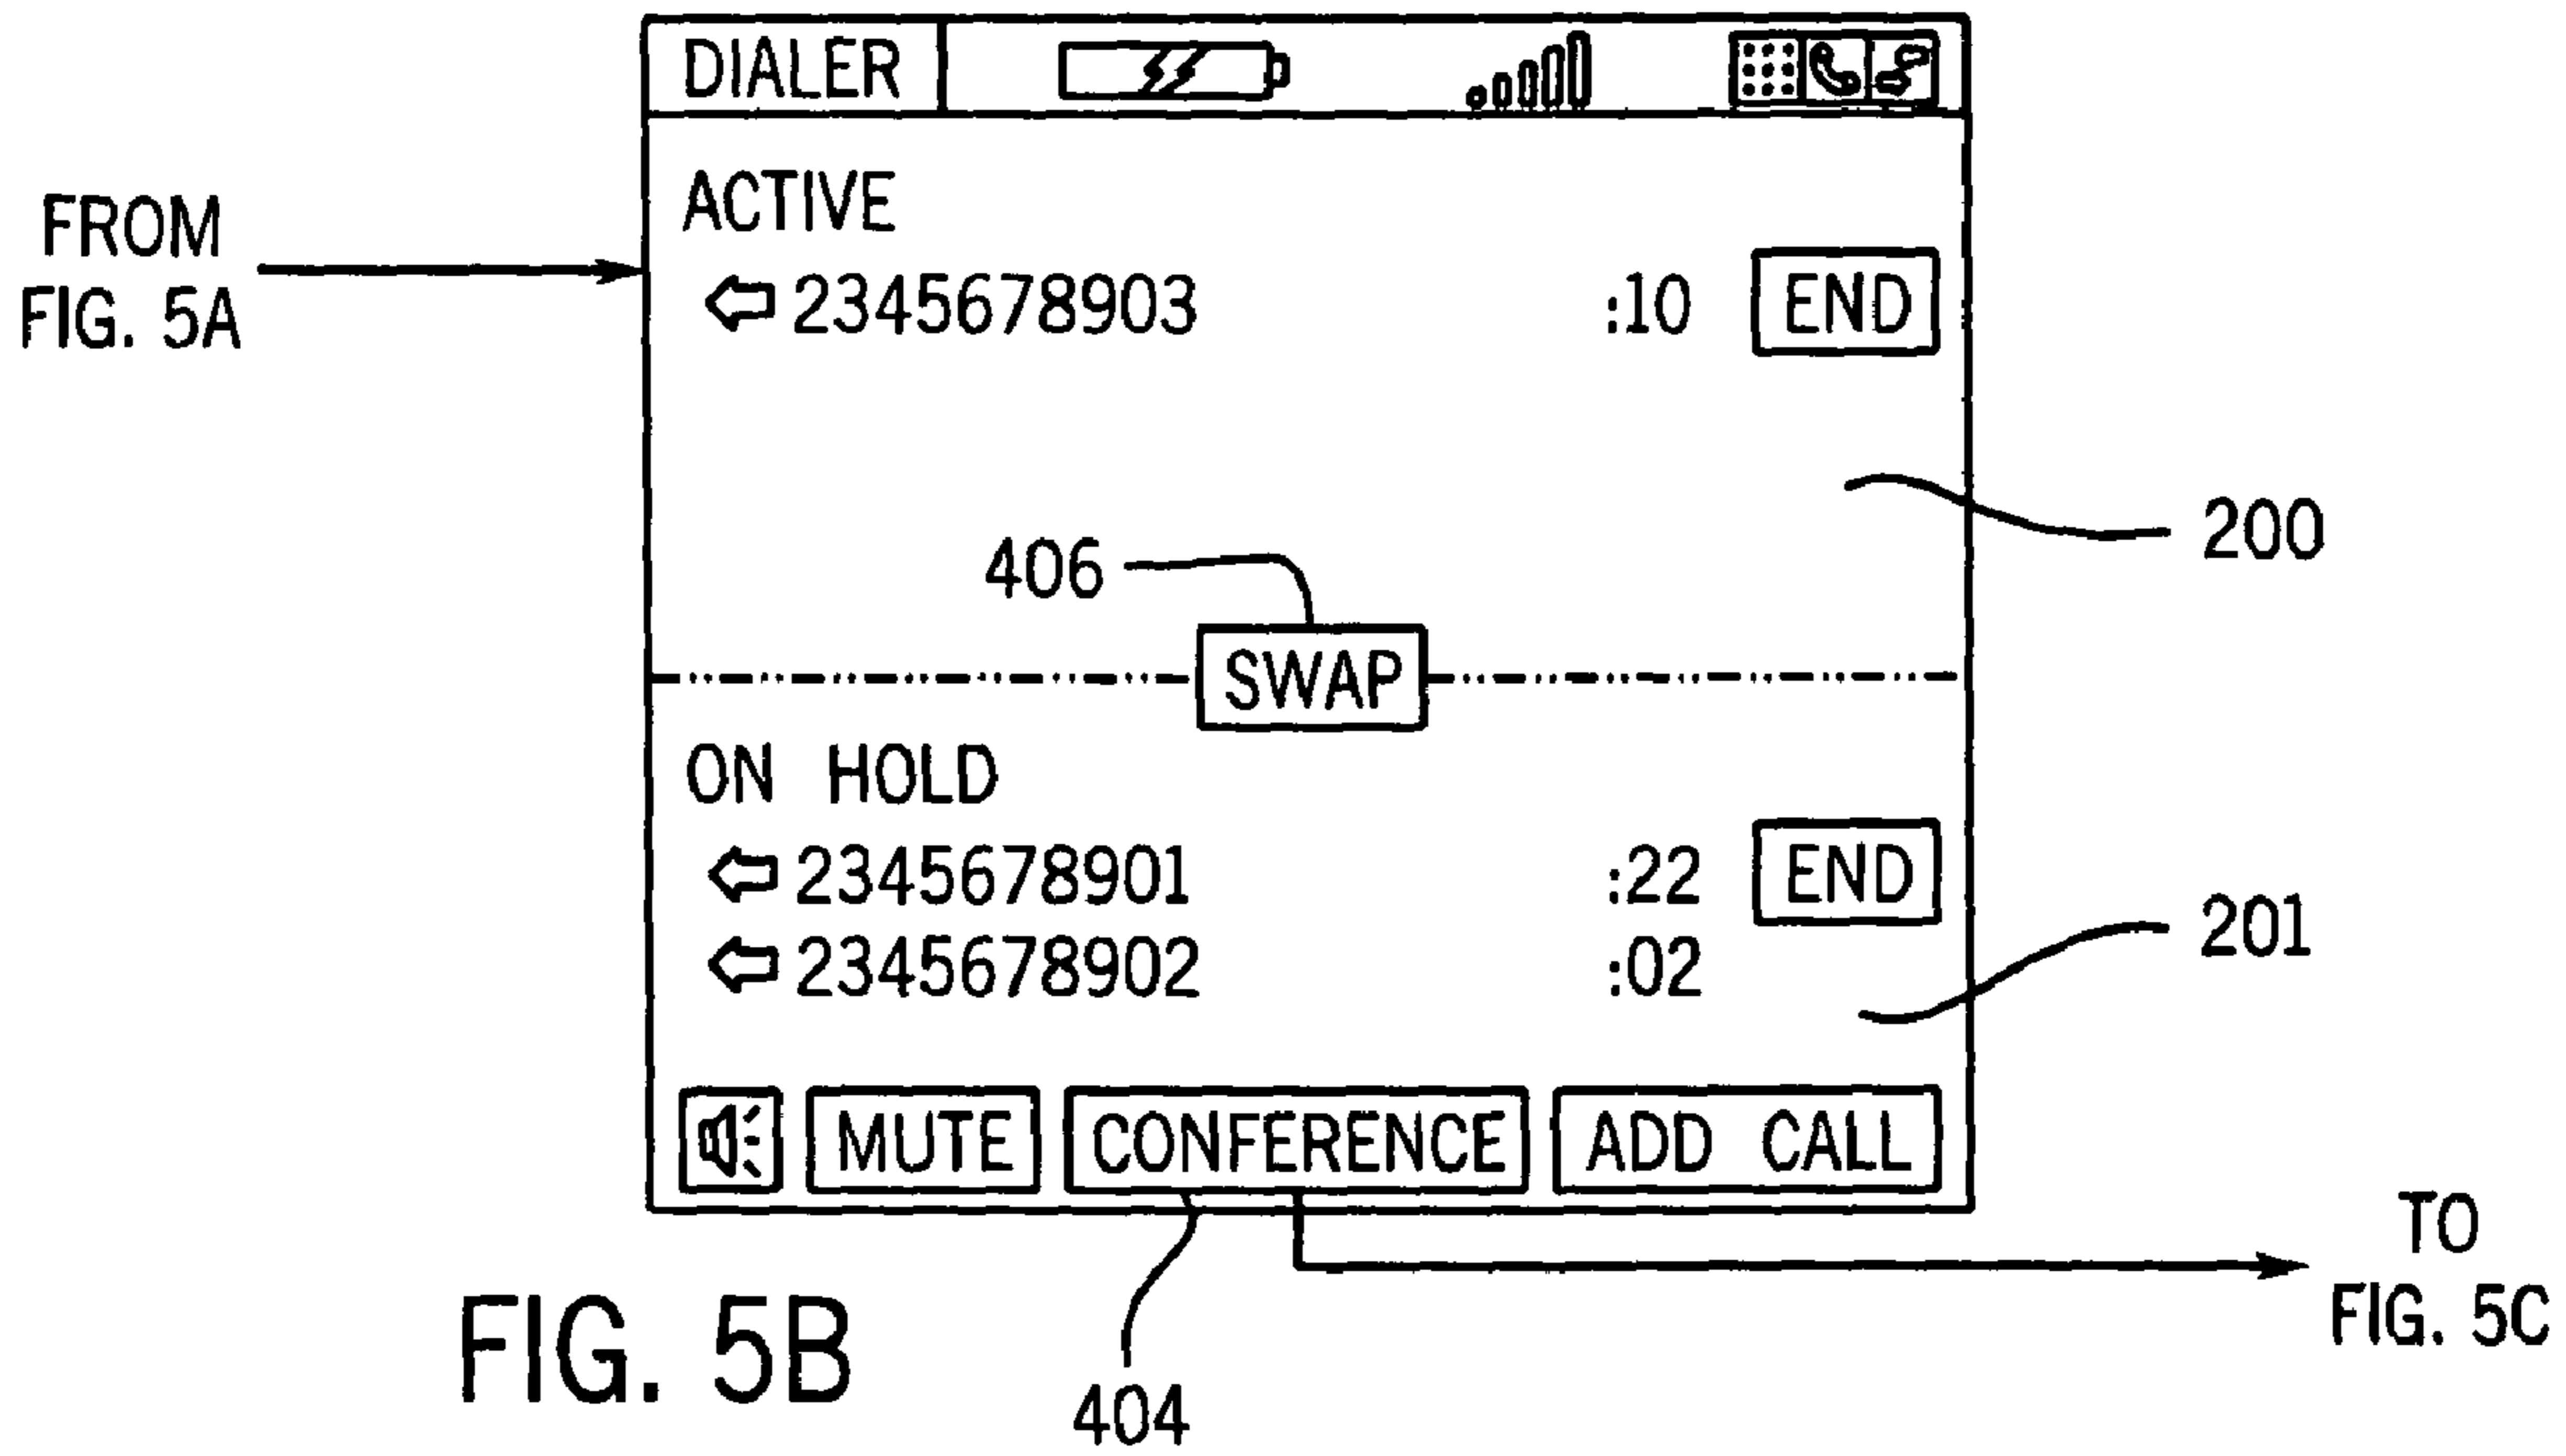 DIALER
ACTIVE
FROM
FIG. 5A
2345678903 :10 END
200
406
SWAP
ON HOLD
2345678901 :22 END
201
2345678902 :02
MUTE CONFERENCE ADD CALL
TO
FIG. 5C
FIG. 5B
404